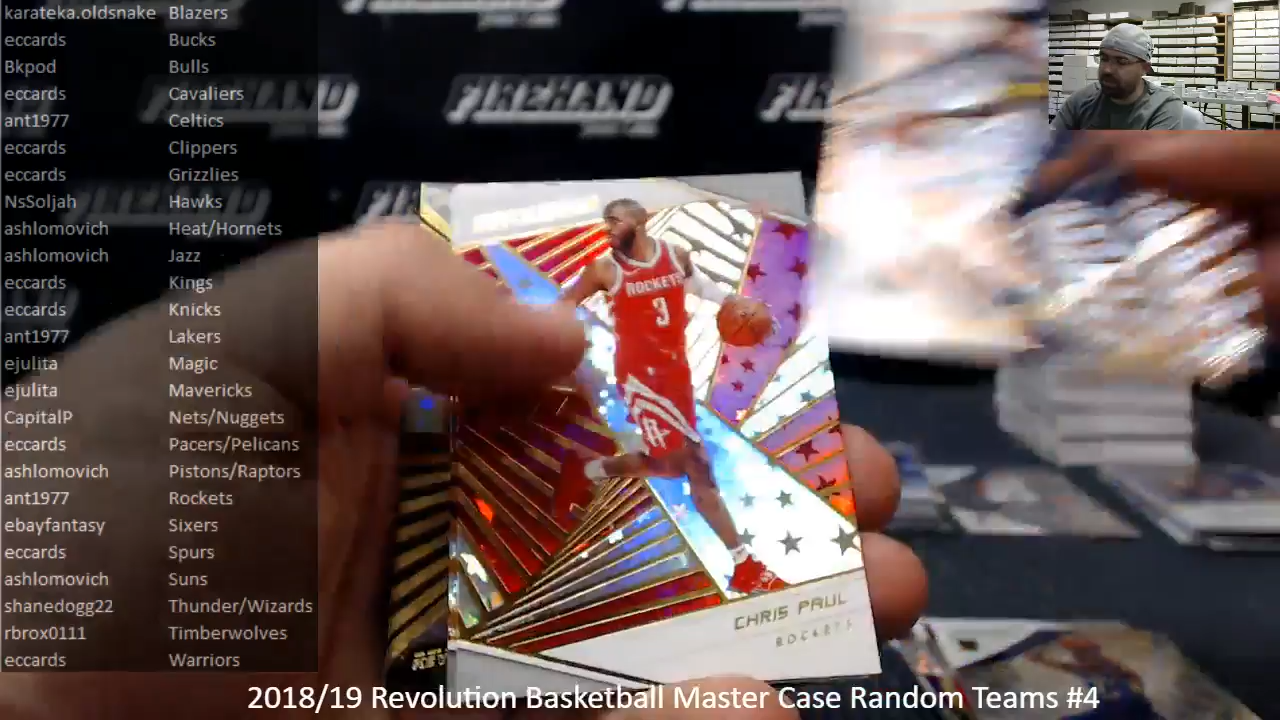 karateka.oldsnake Blazers
eccards Bucks
Bkpod Bulls
eccards Cavaliers
ant1977 Celtics
eccards Clippers
eccards Grizzlies
NsSoljah Hawks
ashlomovich Heat/Hornets
ashlomovich Jazz
eccards Kings
eccards Knicks
ant1977 Lakers
ejulita Magic
ejulita Mavericks
CapitalP Nets/Nuggets
eccards Pacers/Pelicans
ashlomovich Pistons/Raptors
ant1977 Rockets
ebayfantasy Sixers
eccards Spurs
ashlomovich Suns
shanedogg22 Thunder/Wizards
rbrox0111 Timberwolves
eccards Warriors
FIREHAND
ROCKETS
3
CHRIS PAUL
ROCKETS
2018/19 Revolution Basketball Master Case Random Teams #4